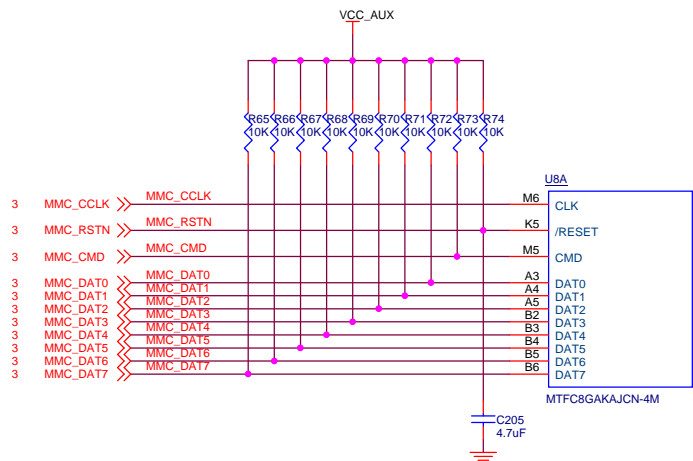 VCC_AUX
R65 R66 R67 R68 R69 R70 R71 R72 R73 R74
10K 10K 10K 10K 10K 10K 10K 10K 10K 10K
U8A
3 MMC_CCLK MMC_CCLK M6 CLK
3 MMC_RSTN MMC_RSTN K5 /RESET
3 MMC_CMD MMC_CMD M5 CMD
3 MMC_DAT0 MMC_DAT0 A3 DAT0
3 MMC_DAT1 MMC_DAT1 A4 DAT1
3 MMC_DAT2 MMC_DAT2 A5 DAT2
3 MMC_DAT3 MMC_DAT3 B2 DAT3
3 MMC_DAT4 MMC_DAT4 B3 DAT4
3 MMC_DAT5 MMC_DAT5 B4 DAT5
3 MMC_DAT6 MMC_DAT6 B5 DAT6
3 MMC_DAT7 MMC_DAT7 B6 DAT7
MTFC8GAKAJCN-4M
C205
4.7uF